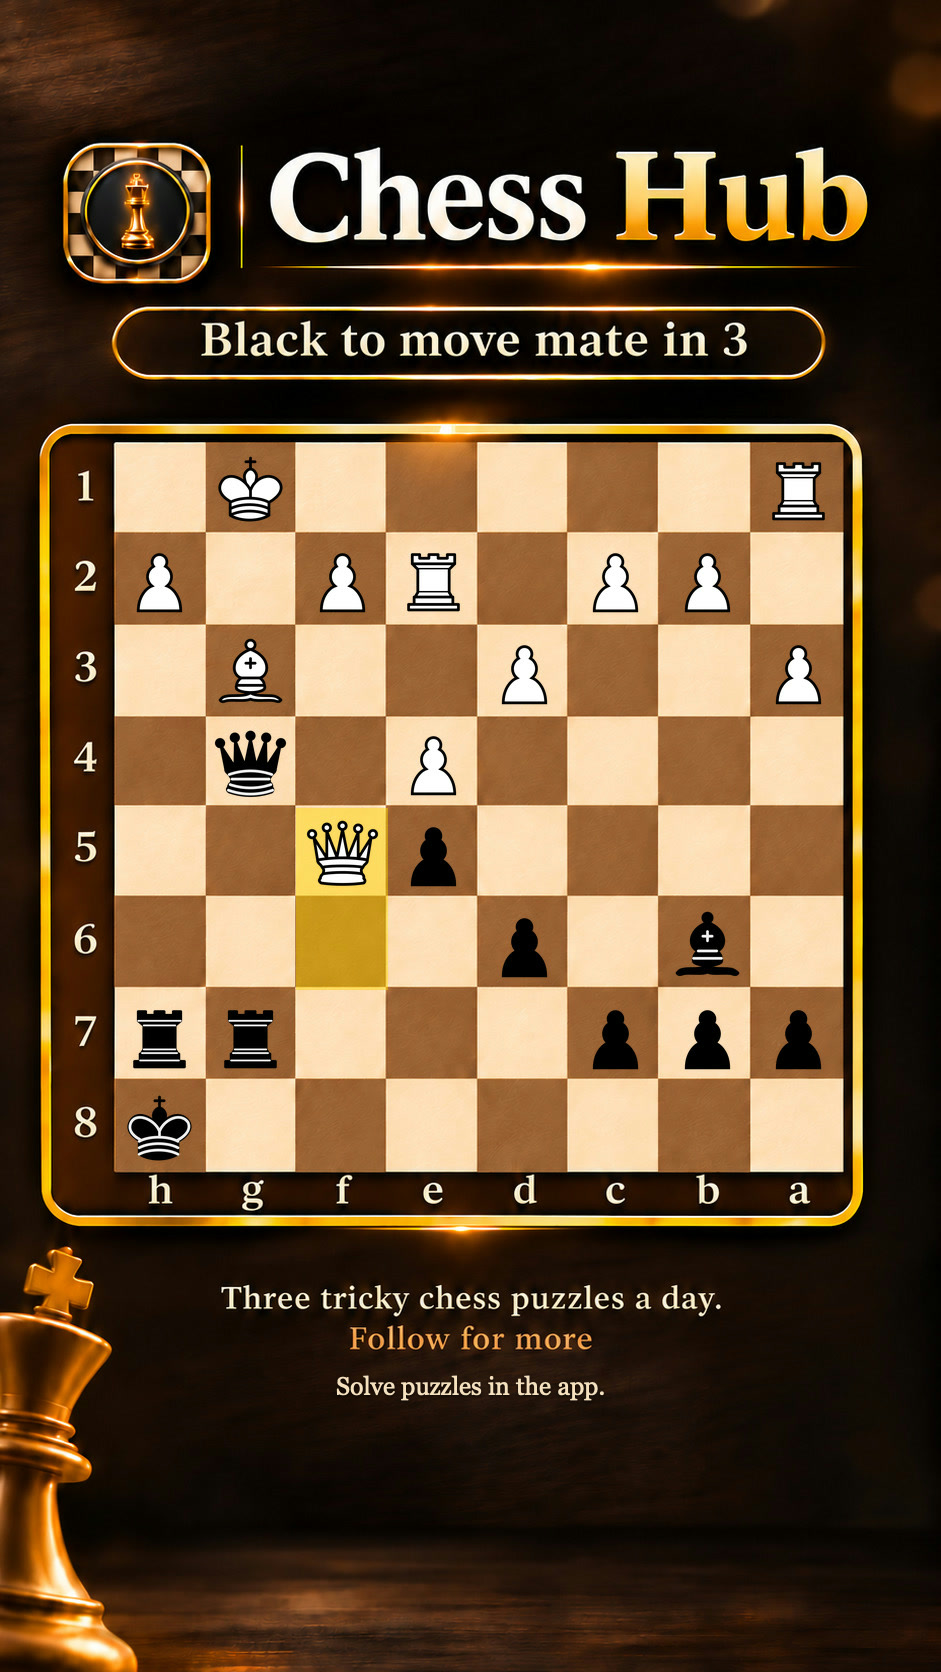 Chess Hub
Black to move mate in 3
1
2
3
4
5
6
7
8
h g f e d c b a
Three tricky chess puzzles a day.
Follow for more
Solve puzzles in the app.